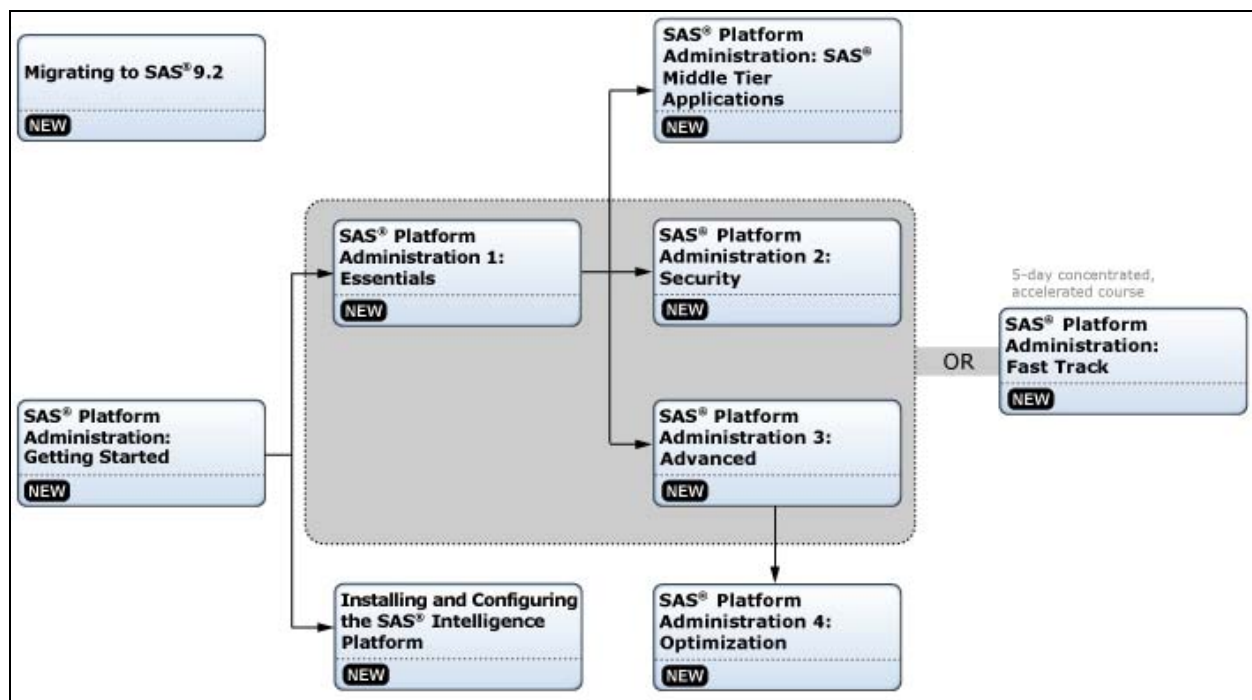 Migrating to SAS®9.2
NEW
SAS® Platform
Administration: SAS®
Middle Tier
Applications
NEW
SAS® Platform
Administration 1:
Essentials
NEW
SAS® Platform
Administration 2:
Security
NEW
5-day concentrated,
accelerated course
SAS® Platform
Administration:
Fast Track
NEW
OR
SAS® Platform
Administration:
Getting Started
NEW
SAS® Platform
Administration 3:
Advanced
NEW
Installing and Configuring
the SAS® Intelligence
Platform
NEW
SAS® Platform
Administration 4:
Optimization
NEW